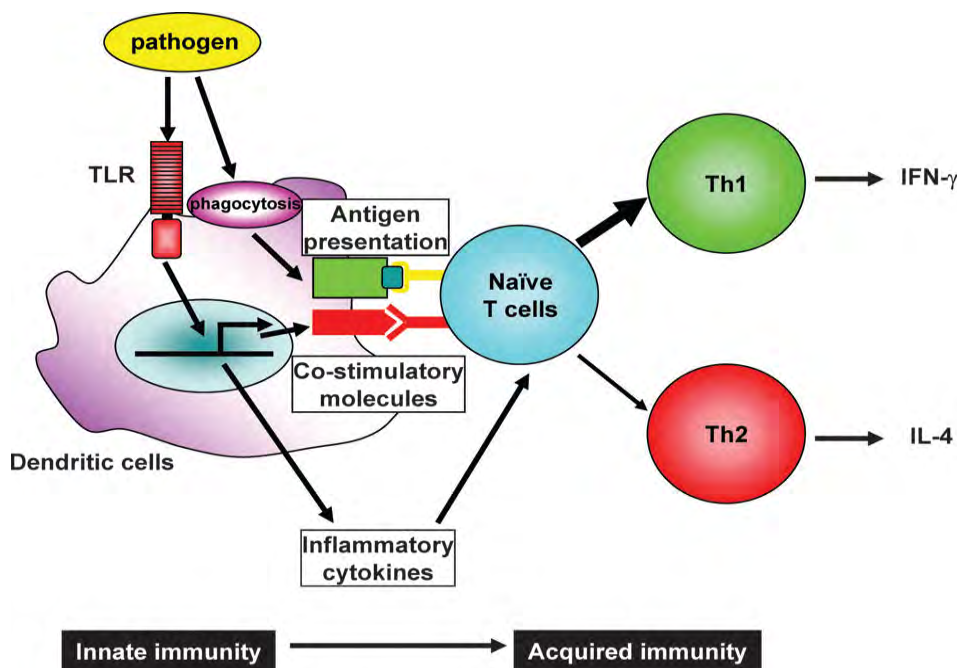 pathogen
TLR
phagocytosis
Antigen
presentation
Naïve
T cells
Th1
IFN-γ
Co-stimulatory
molecules
Th2
IL-4
Dendritic cells
Inflammatory
cytokines
Innate immunity
Acquired immunity